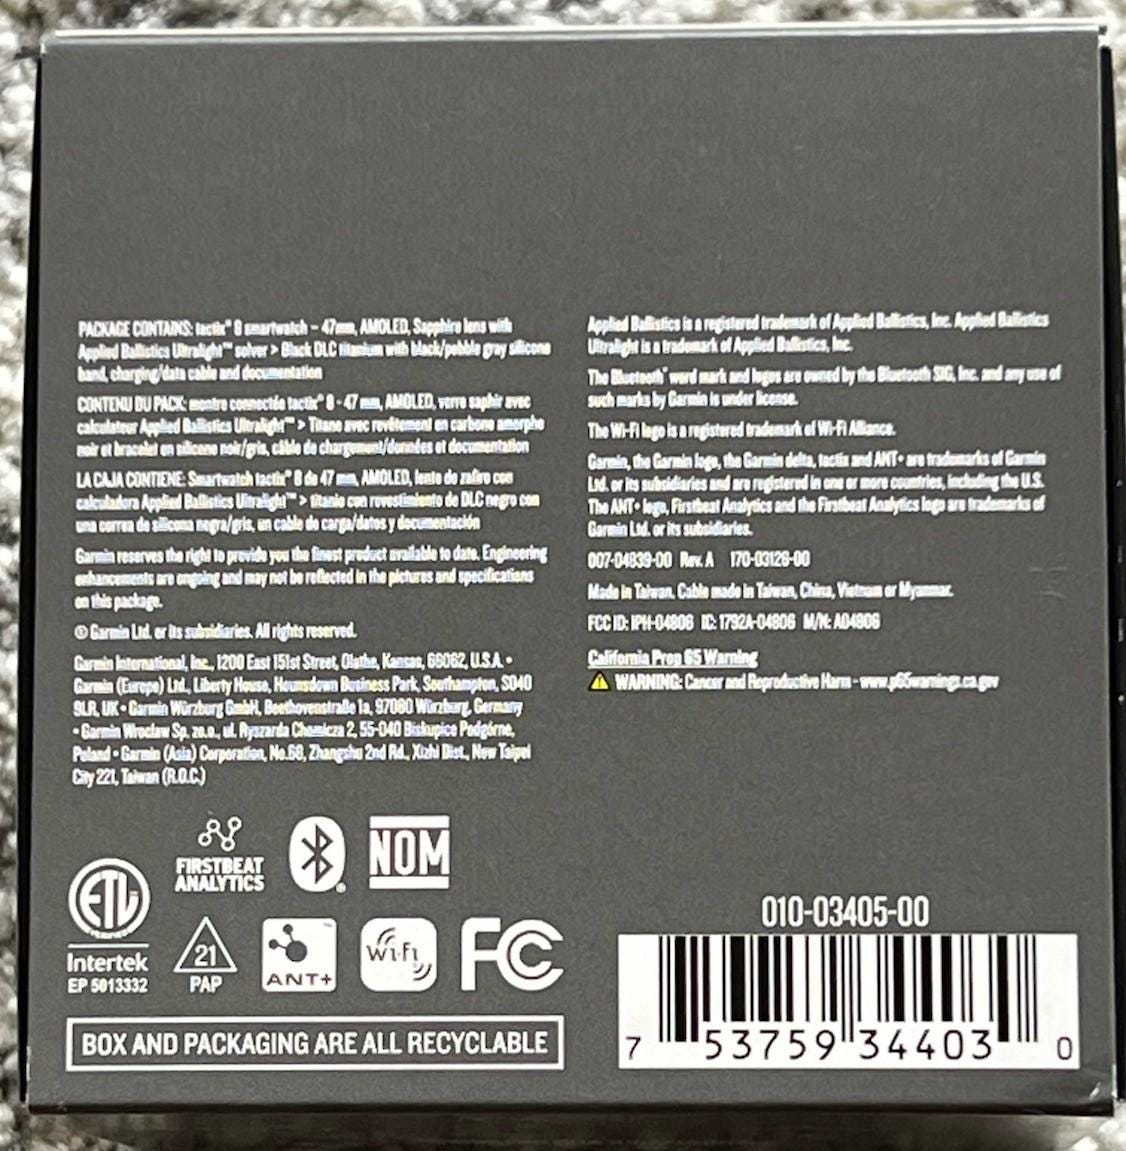 PACKAGE CONTAINS: tactix® 8 smartwatch – 47mm, AMOLED, Sapphire lens with
Applied Ballistics Ultralight™ solver > Black DLC titanium with black/pebble gray silicone
band, charging/data cable and documentation
CONTENU DU PACK: montre connectée tactix® 8 - 47 mm, AMOLED, verre saphir avec
calculateur Applied Ballistics Ultralight™ > Titane avec revêtement en carbone amorphe
noir et bracelet en silicone noir/gris, câble de chargement/données et documentation
LA CAJA CONTIENE: Smartwatch tactix® 8 de 47 mm, AMOLED, lente de zafiro con
calculadora Applied Ballistics Ultralight™ > titanio con revestimiento de DLC negro con
una correa de silicona negra/gris, un cable de carga/datos y documentación
Garmin reserves the right to provide you the finest product available to date. Engineering
enhancements are ongoing and may not be reflected in the pictures and specifications
on this package.
© Garmin Ltd. or its subsidiaries. All rights reserved.
Garmin International, Inc., 1200 East 151st Street, Olathe, Kansas, 66062, U.S.A. •
Garmin (Europe) Ltd., Liberty House, Hounsdown Business Park, Southampton, SO40
9LR, UK • Garmin Würzburg GmbH, Beethovenstraße 1a, 97080 Würzburg, Germany
• Garmin Wroclaw Sp. zo.o., ul. Ryszarda Chomicza 2, 55-040 Biskupice Podgórne,
Poland • Garmin (Asia) Corporation, No.68, Zhangshu 2nd Rd., Xizhi Dist., New Taipei
City 221, Taiwan (R.O.C.)
Applied Ballistics is a registered trademark of Applied Ballistics, Inc. Applied Ballistics
Ultralight is a trademark of Applied Ballistics, Inc.
The Bluetooth® word mark and logos are owned by the Bluetooth SIG, Inc. and any use of
such marks by Garmin is under license.
The Wi-Fi logo is a registered trademark of Wi-Fi Alliance.
Garmin, the Garmin logo, the Garmin delta, tactix and ANT+ are trademarks of Garmin
Ltd. or its subsidiaries and are registered in one or more countries, including the U.S.
The ANT+ logo, Firstbeat Analytics and the Firstbeat Analytics logo are trademarks of
Garmin Ltd. or its subsidiaries.
007-04839-00 Rev. A 170-03126-00
Made in Taiwan, Cable made in Taiwan, China, Vietnam or Myanmar.
FCC ID: IPH-04806 IC: 1792A-04806 M/N: A04806
California Prop 65 Warning
WARNING: Cancer and Reproductive Harm - www.p65warnings.ca.gov
FIRSTBEAT
ANALYTICS
NOM
ETL
Intertek
EP 5013332
21
PAP
ANT+
Wi Fi
FC
BOX AND PACKAGING ARE ALL RECYCLABLE
010-03405-00
7 53759 34403 0